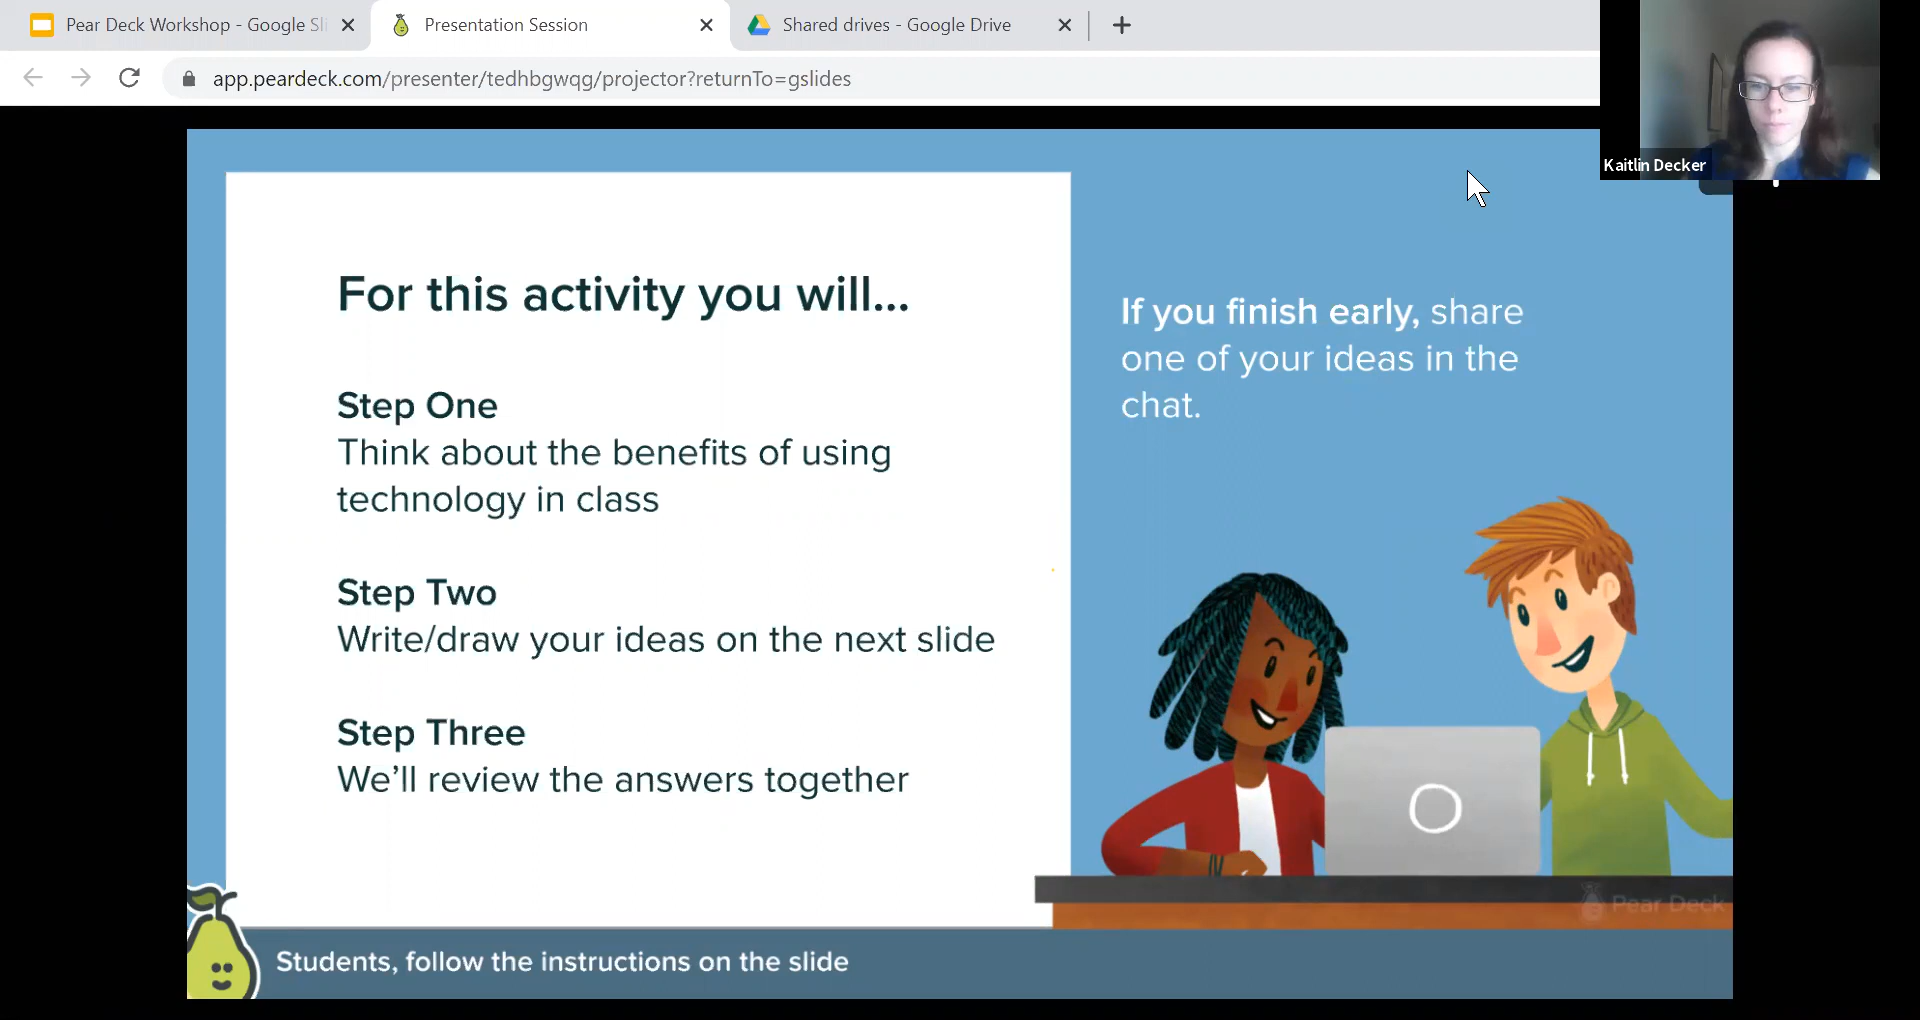 Pear Deck Workshop - Google Sli
Presentation Session
Shared drives - Google Drive
app.peardeck.com/presenter/tedhbgwqg/projector?returnTo=gslides
Kaitlin Decker
For this activity you will...
If you finish early, share
one of your ideas in the
chat.
Step One
Think about the benefits of using
technology in class
Step Two
Write/draw your ideas on the next slide
Step Three
We'll review the answers together
Pear Deck
Students, follow the instructions on the slide